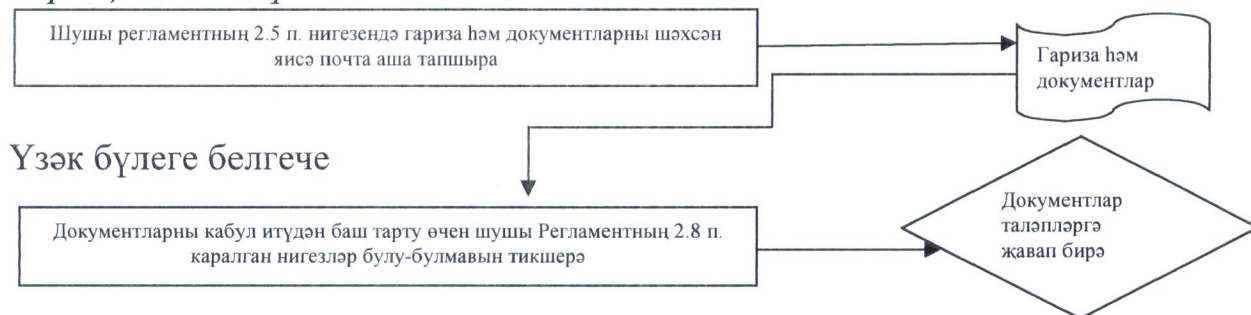 Шушы регламентның 2.5 п. нигезендә гариза һәм документларны шәхсән
яисә почта аша тапшыра
Гариза һәм
документлар
Үзәк бүлеге белгече
Документларны кабул итүдән баш тарту өчен шушы Регламентның 2.8 п.
каралган нигезләр булу-булмавын тикшерә
Документлар
таләпләргә
җавап бирә